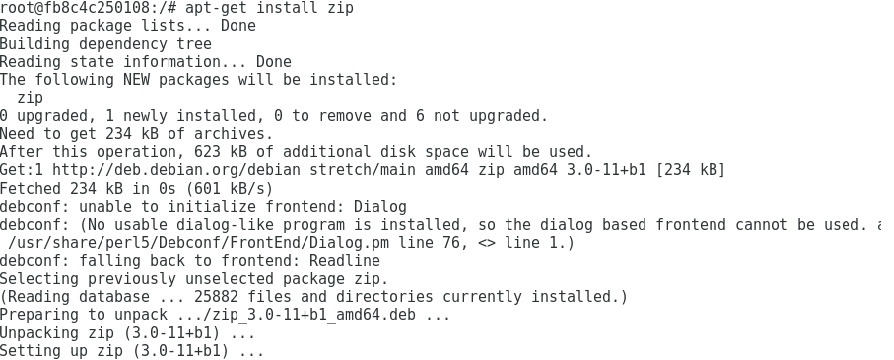 root@fb8c4c250108:/# apt-get install zip
Reading package lists... Done
Building dependency tree
Reading state information... Done
The following NEW packages will be installed:
  zip
0 upgraded, 1 newly installed, 0 to remove and 6 not upgraded.
Need to get 234 kB of archives.
After this operation, 623 kB of additional disk space will be used.
Get:1 http://deb.debian.org/debian stretch/main amd64 zip amd64 3.0-11+b1 [234 kB]
Fetched 234 kB in 0s (601 kB/s)
debconf: unable to initialize frontend: Dialog
debconf: (No usable dialog-like program is installed, so the dialog based frontend cannot be used. a
 /usr/share/perl5/Debconf/FrontEnd/Dialog.pm line 76, <> line 1.)
debconf: falling back to frontend: Readline
Selecting previously unselected package zip.
(Reading database ... 25882 files and directories currently installed.)
Preparing to unpack .../zip_3.0-11+b1_amd64.deb ...
Unpacking zip (3.0-11+b1) ...
Setting up zip (3.0-11+b1) ...